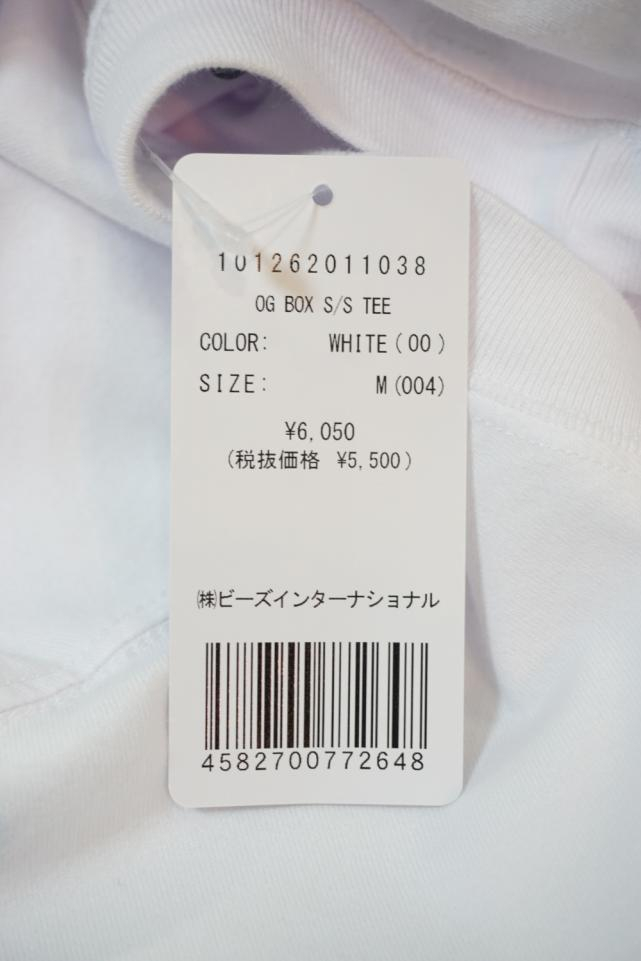 101262011038
OG BOX S/S TEE
COLOR: WHITE(00)
SIZE: M(004)
¥6,050
(税抜価格 ¥5,500)
㈱ビーズインターナショナル
4582700772648